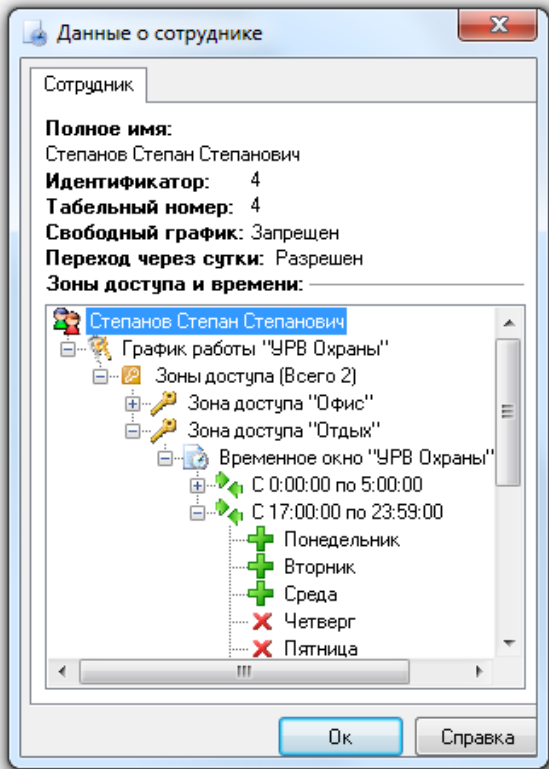 Данные о сотруднике
Сотрудник
Полное имя:
Степанов Степан Степанович
Идентификатор: 4
Табельный номер: 4
Свободный график: Запрещен
Переход через сутки: Разрешен
Зоны доступа и времени:
Степанов Степан Степанович
График работы "УРВ Охраны"
Зоны доступа (Всего 2)
Зона доступа "Офис"
Зона доступа "Отдых"
Временное окно "УРВ Охраны"
С 0:00:00 по 5:00:00
С 17:00:00 по 23:59:00
Понедельник
Вторник
Среда
Четверг
Пятница
Ок Справка